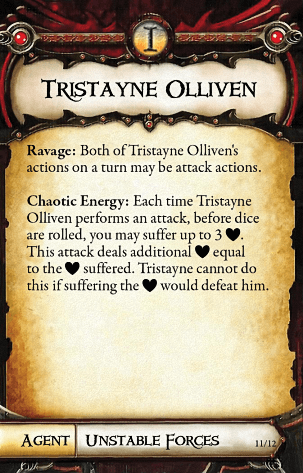 I
TRISTAYNE OLLIVEN
Ravage: Both of Tristayne Olliven's
actions on a turn may be attack actions.
Chaotic Energy: Each time Tristayne
Olliven performs an attack, before dice
are rolled, you may suffer up to 3 ♥.
This attack deals additional ♥ equal
to the ♥ suffered. Tristayne cannot do
this if suffering the ♥ would defeat him.
AGENT UNSTABLE FORCES
11/12